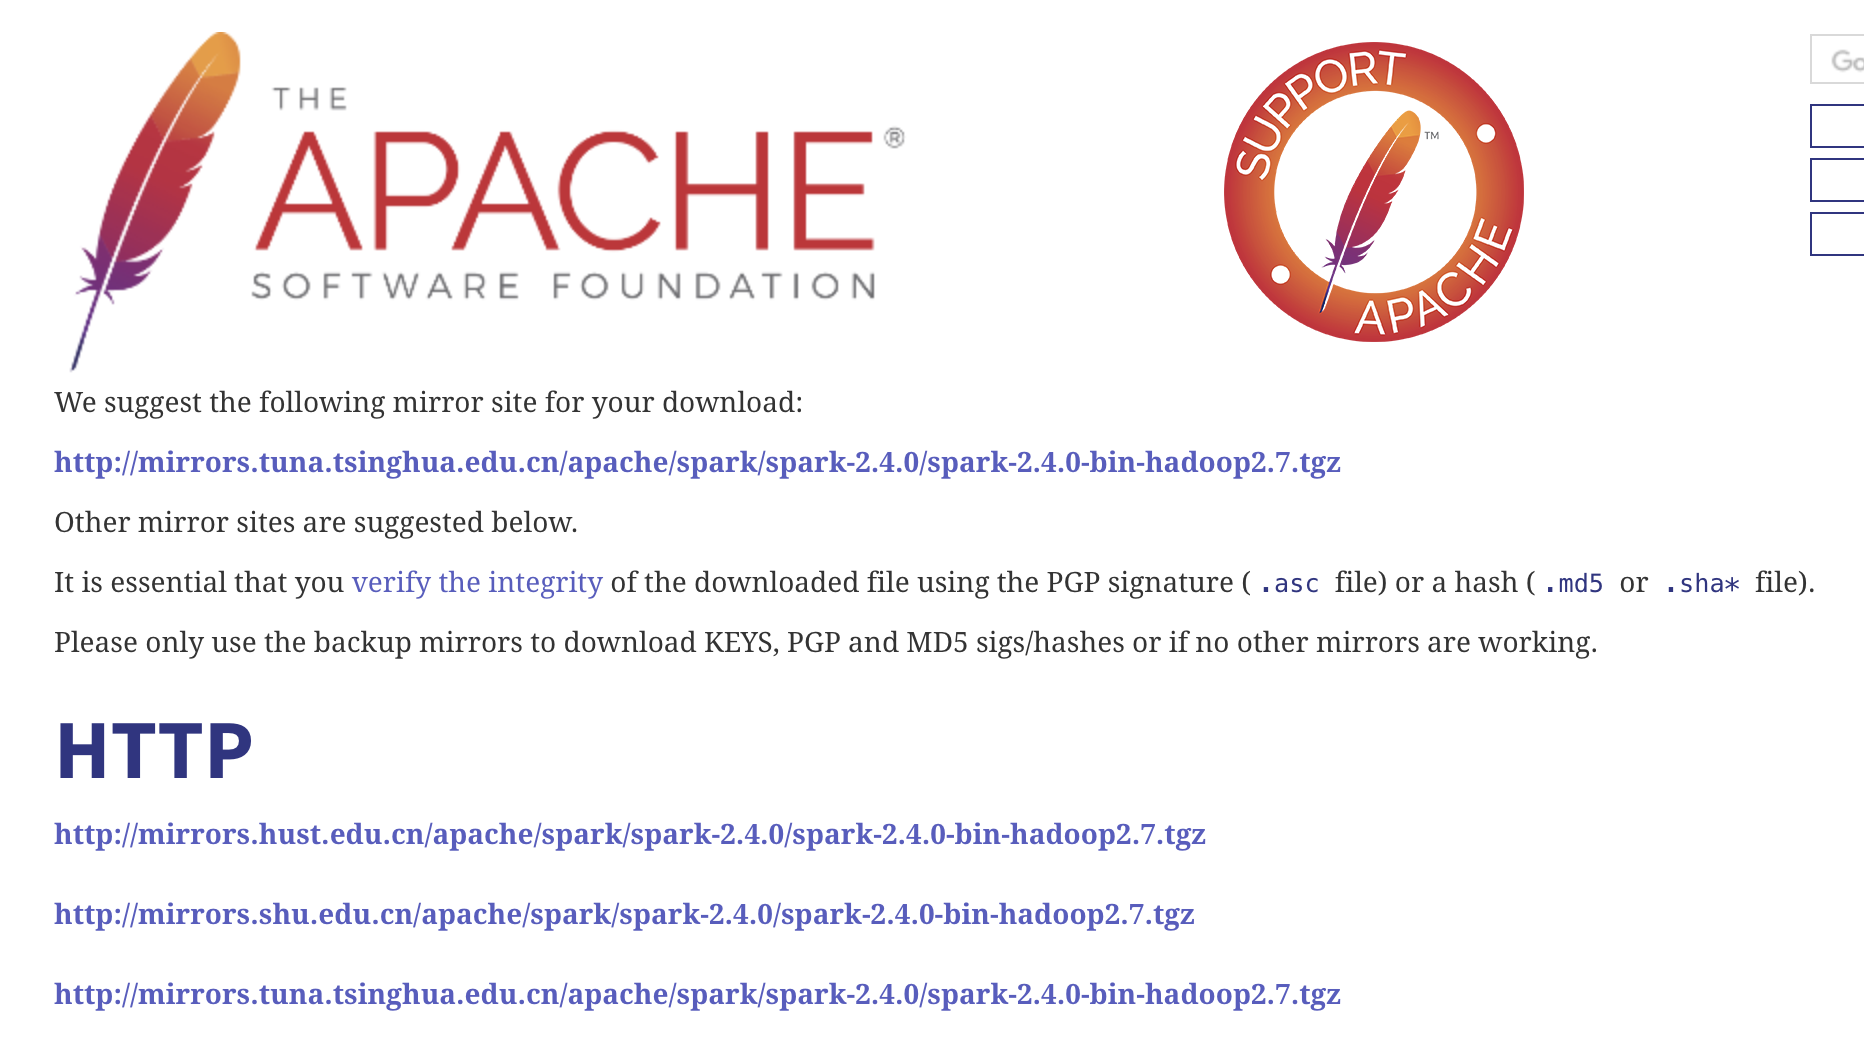 THE
APACHE®
SOFTWARE FOUNDATION
SUPPORT
APACHE
TM
We suggest the following mirror site for your download:
http://mirrors.tuna.tsinghua.edu.cn/apache/spark/spark-2.4.0/spark-2.4.0-bin-hadoop2.7.tgz
Other mirror sites are suggested below.
It is essential that you verify the integrity of the downloaded file using the PGP signature ( .asc file) or a hash ( .md5 or .sha* file).
Please only use the backup mirrors to download KEYS, PGP and MD5 sigs/hashes or if no other mirrors are working.
HTTP
http://mirrors.hust.edu.cn/apache/spark/spark-2.4.0/spark-2.4.0-bin-hadoop2.7.tgz
http://mirrors.shu.edu.cn/apache/spark/spark-2.4.0/spark-2.4.0-bin-hadoop2.7.tgz
http://mirrors.tuna.tsinghua.edu.cn/apache/spark/spark-2.4.0/spark-2.4.0-bin-hadoop2.7.tgz